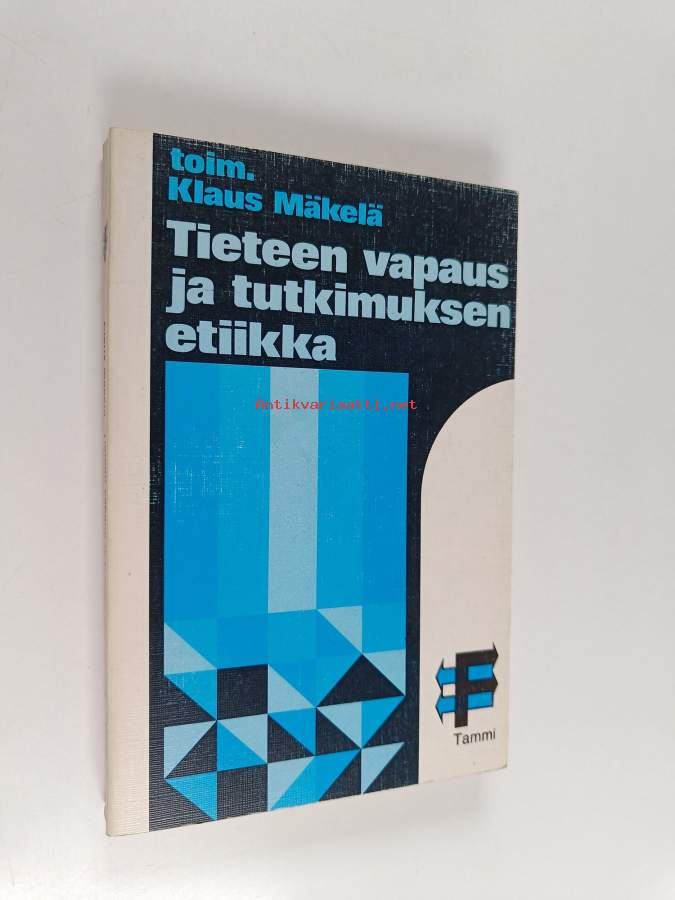 toim.
Klaus Mäkelä
Tieteen vapaus
ja tutkimuksen
etiikka
Antikvariaatti.net
F
Tammi